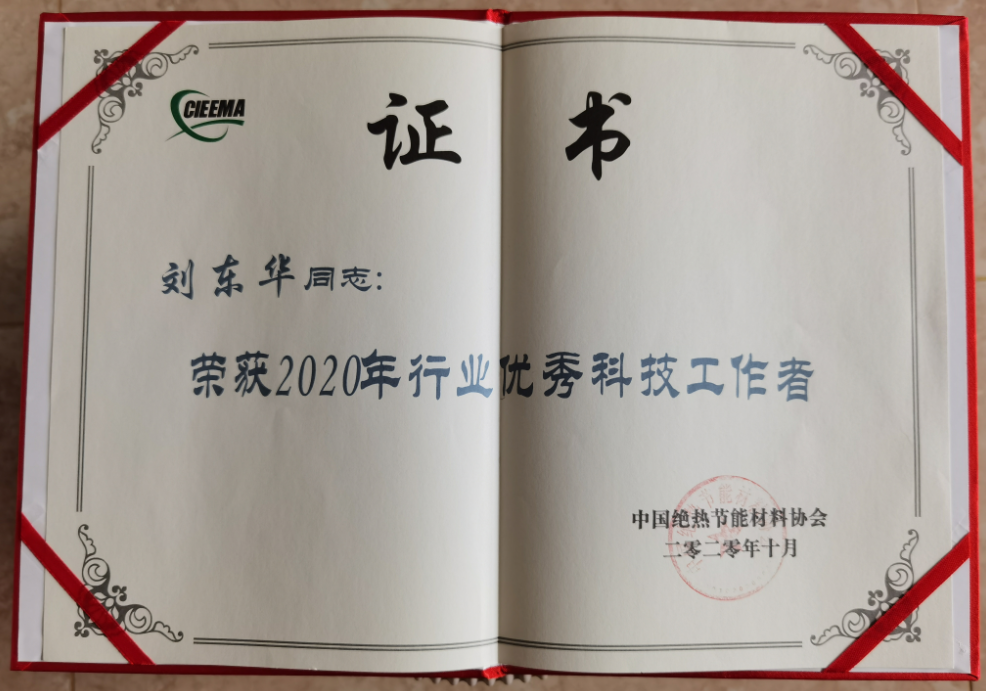 CIEEMA
证书
刘东华同志：
荣获2020年行业优秀科技工作者
中国绝热节能材料协会
二零二零年十月